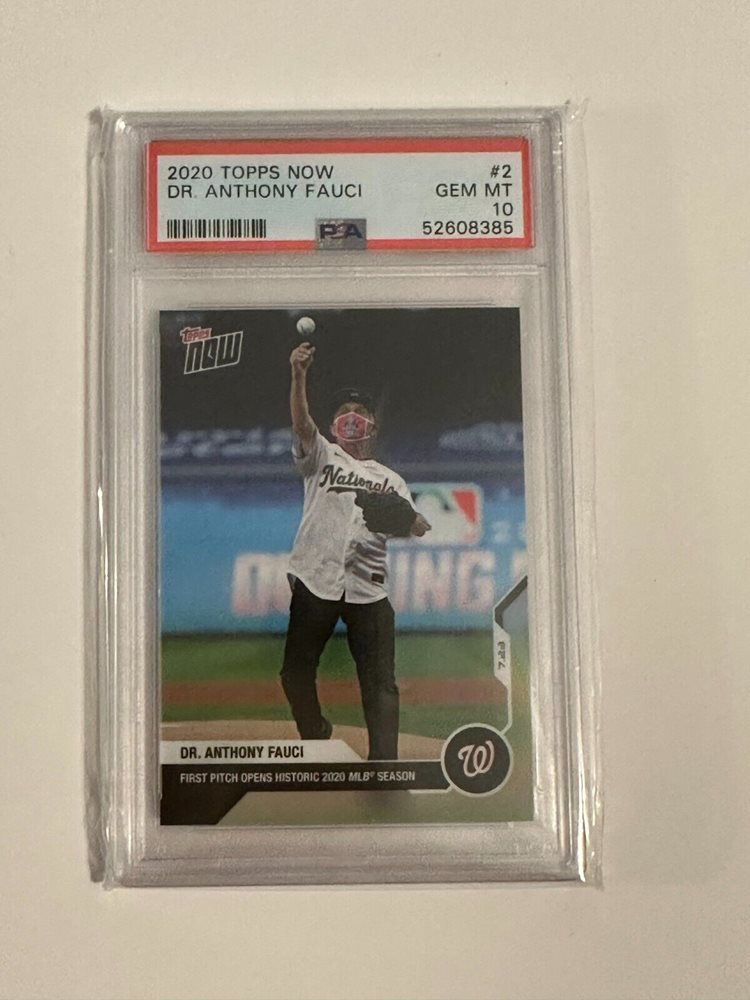 2020 TOPPS NOW #2
DR. ANTHONY FAUCI GEM MT
10
PSA 52608385
Topps
NOW
Nationals
7.23
DR. ANTHONY FAUCI
FIRST PITCH OPENS HISTORIC 2020 MLB® SEASON
W